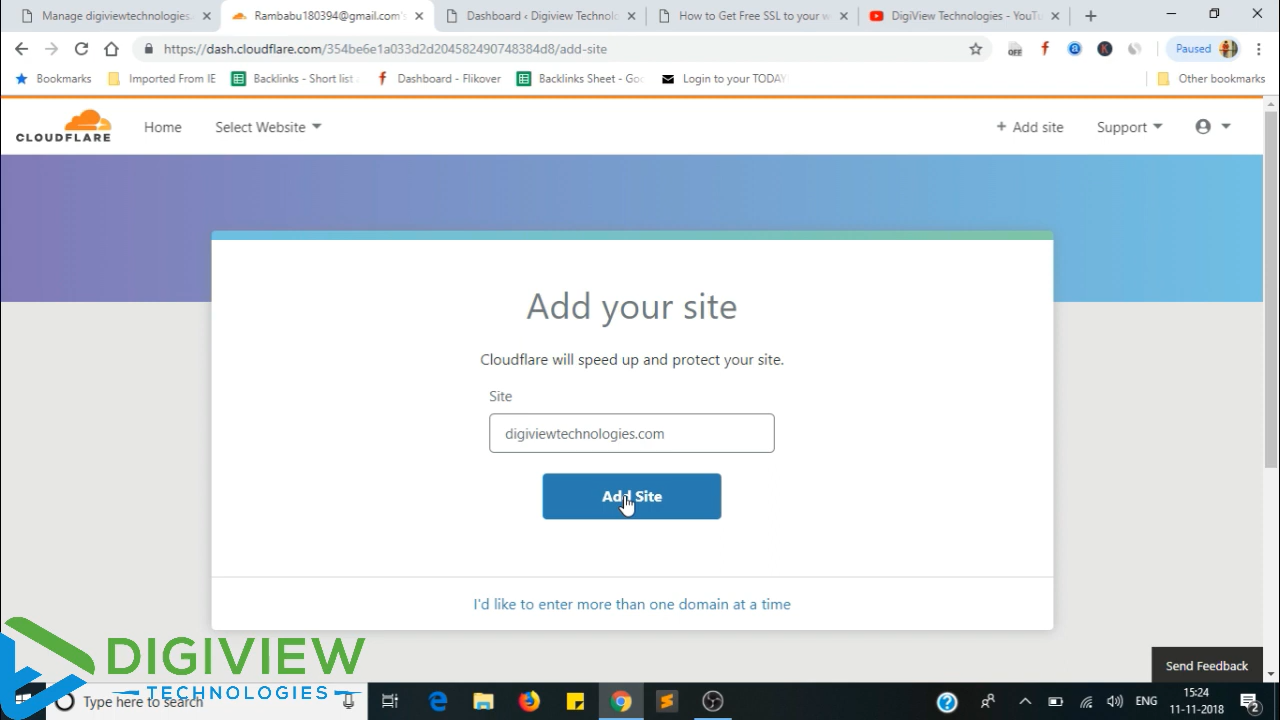 Manage digiviewtechnologies.
Rambabu180394@gmail.com's
Dashboard ‹ Digiview Technolo
How to Get Free SSL to your w
DigiView Technologies - YouTu
https://dash.cloudflare.com/354be6e1a033d2d204582490748384d8/add-site
OFF
Paused
Bookmarks
Imported From IE
Backlinks - Short list a
Dashboard - Flikover
Backlinks Sheet - Goo
Login to your TODAY
Other bookmarks
CLOUDFLARE
Home
Select Website
+ Add site
Support
Add your site
Cloudflare will speed up and protect your site.
Site
digiviewtechnologies.com
Add Site
I'd like to enter more than one domain at a time
Send Feedback
DIGIVIEW
TECHNOLOGIES
Type here to search
ENG
15:24
11-11-2018
2